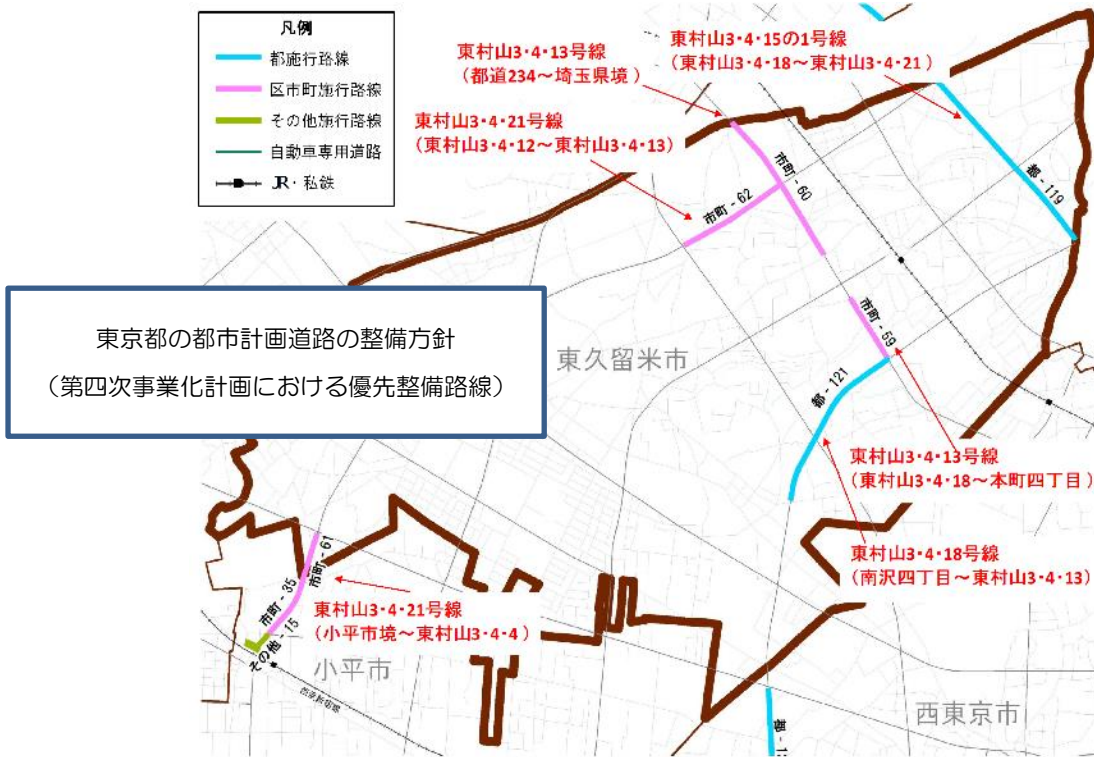 凡例
都施行路線
区市町施行路線
その他施行路線
自動車専用道路
JR・私鉄
東村山3・4・13号線
(都道234～埼玉県境)
東村山3・4・15の1号線
(東村山3・4・18～東村山3・4・21)
東村山3・4・21号線
(東村山3・4・12～東村山3・4・13)
市町-62
市町-60
都-119
東京都の都市計画道路の整備方針
(第四次事業化計画における優先整備路線)
東久留米市
市町-59
都-121
東村山3・4・13号線
(東村山3・4・18～本町四丁目)
東村山3・4・18号線
(南沢四丁目～東村山3・4・13)
市町-61
市町-35
その他-15
東村山3・4・21号線
(小平市境～東村山3・4・4)
小平市
西東京市